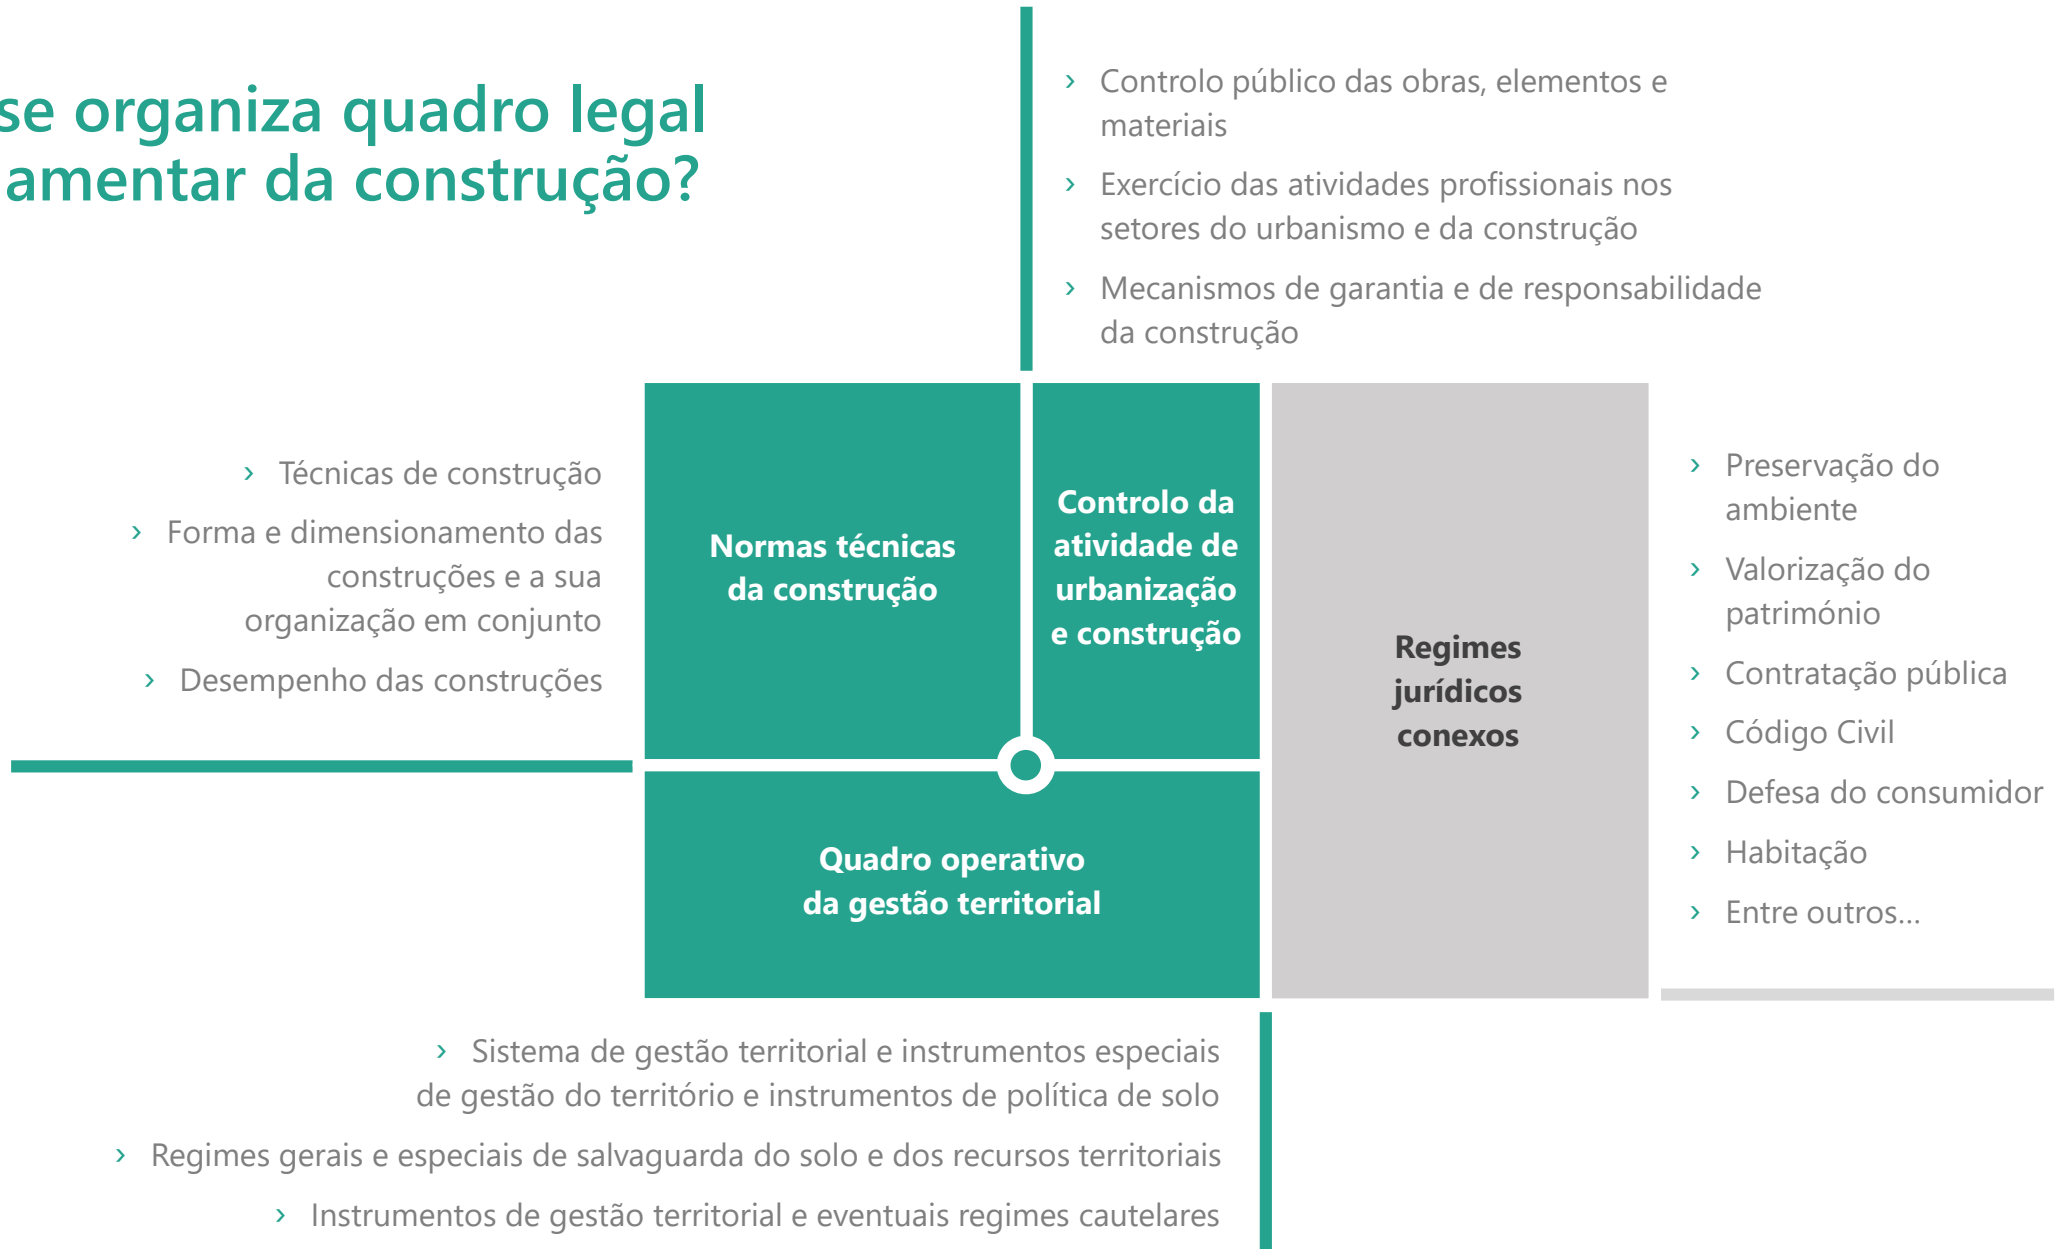 se organiza quadro legal
amentar da construção?
› Controlo público das obras, elementos e
materiais
› Exercício das atividades profissionais nos
setores do urbanismo e da construção
› Mecanismos de garantia e de responsabilidade
da construção
› Técnicas de construção
› Forma e dimensionamento das
construções e a sua
organização em conjunto
› Desempenho das construções
Normas técnicas
da construção
Controlo da
atividade de
urbanização
e construção
Regimes
jurídicos
conexos
› Preservação do
ambiente
› Valorização do
património
› Contratação pública
› Código Civil
› Defesa do consumidor
› Habitação
› Entre outros...
Quadro operativo
da gestão territorial
› Sistema de gestão territorial e instrumentos especiais
de gestão do território e instrumentos de política de solo
› Regimes gerais e especiais de salvaguarda do solo e dos recursos territoriais
› Instrumentos de gestão territorial e eventuais regimes cautelares